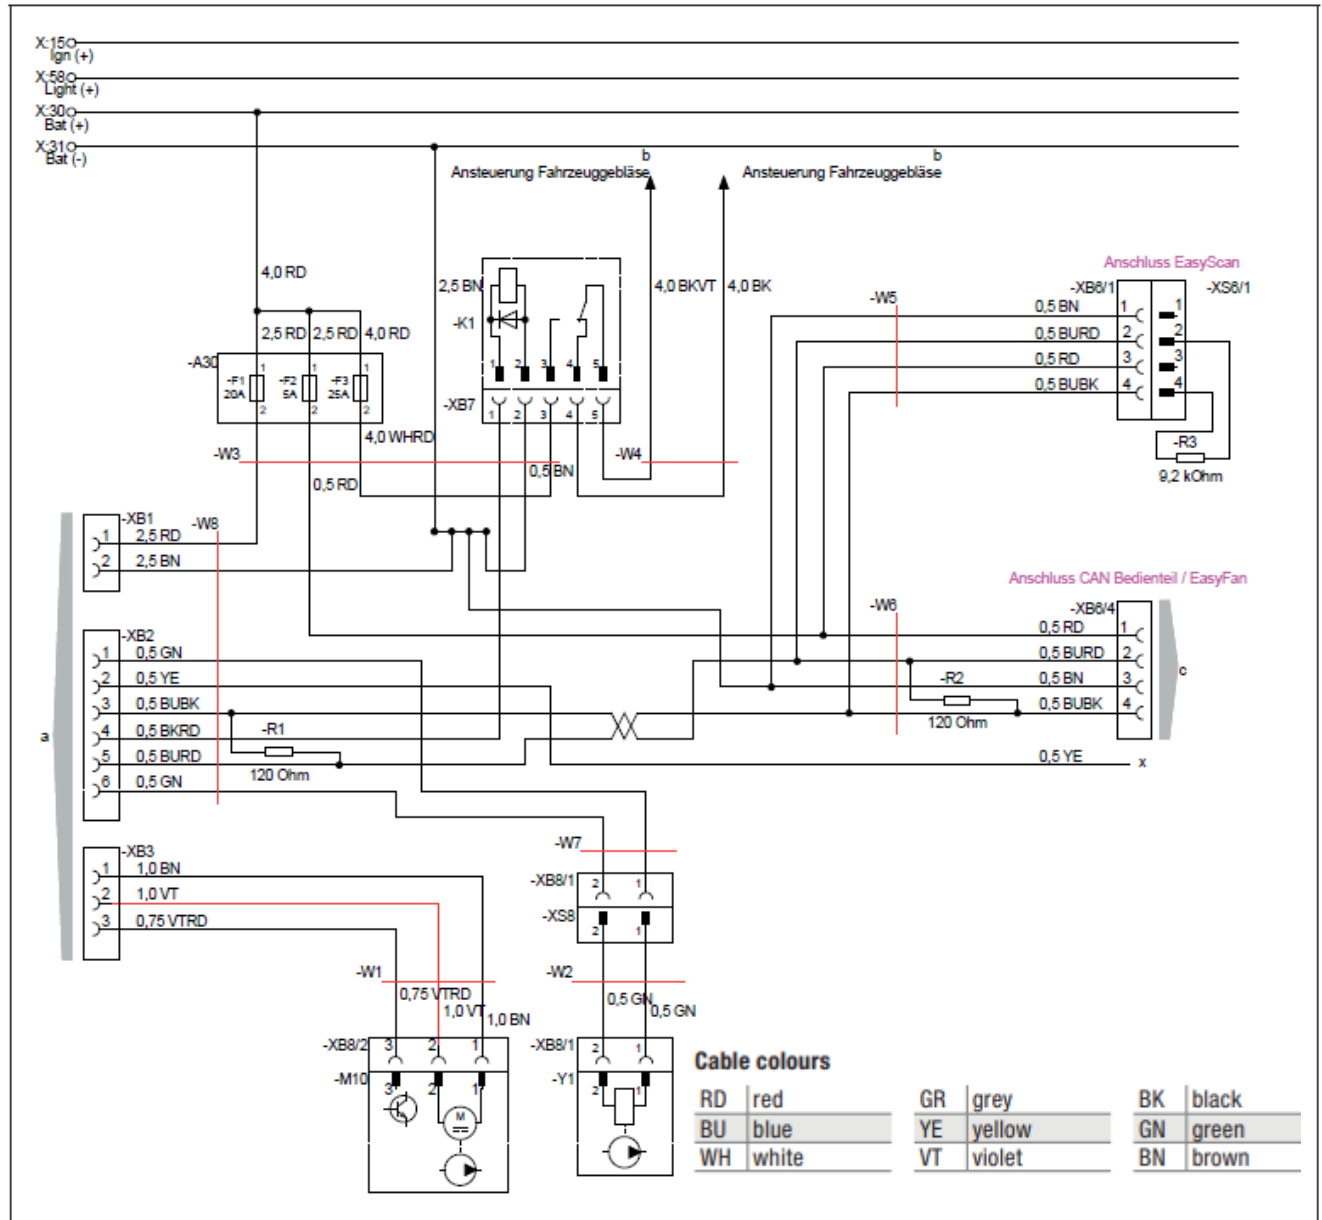 X:15
Ign (+)
X:58
Light (+)
X:30
Bat (+)
X:31
Bat (-)
b
b
Ansteuerung Fahrzeuggebläse
Ansteuerung Fahrzeuggebläse
4,0 RD
2,5 BN
4,0 BKVT
4,0 BK
2,5 RD
2,5 RD
4,0 RD
-K1
-A30
-F1
20A
1
2
-F2
5A
1
2
-F3
25A
1
2
1
2
3
4
5
-XB7
1
2
3
4
5
4,0 WHRD
-W3
0,5 BN
-W4
0,5 RD
Anschluss EasyScan
-XB6/1
-XS6/1
-W5
0,5 BN
1
1
0,5 BURD
2
2
0,5 RD
3
3
0,5 BUBK
4
4
-R3
9,2 kOhm
-XB1
-W8
1
2,5 RD
2
2,5 BN
Anschluss CAN Bedienteil / EasyFan
-W6
-XB6/4
0,5 RD
1
0,5 BURD
2
-R2
0,5 BN
3
0,5 BUBK
4
120 Ohm
c
0,5 YE
x
-XB2
1
0,5 GN
2
0,5 YE
3
0,5 BUBK
4
0,5 BKRD
-R1
5
0,5 BURD
120 Ohm
6
0,5 GN
a
-XB3
1
1,0 BN
2
1,0 VT
3
0,75 VTRD
-W7
-XB8/1
2
1
-XS8
2
1
-W1
-W2
0,75 VTRD
1,0 VT
1,0 BN
0,5 GN
0,5 GN
-XB8/2
3
2
1
-M10
3
2
1
M
-XB8/1
2
1
-Y1
2
1
Cable colours
RD red GR grey BK black
BU blue YE yellow GN green
WH white VT violet BN brown